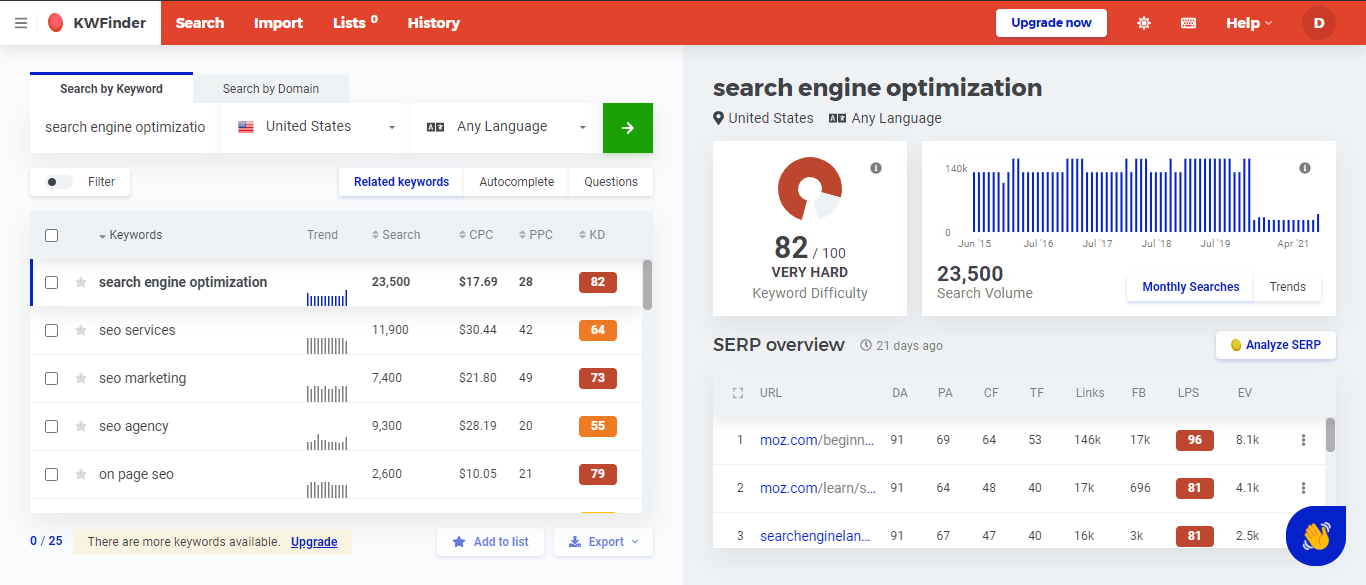 KWFinder Search Import Lists 0 History Upgrade now Help D
Search by Keyword Search by Domain
search engine optimizatio United States Any Language
Filter Related keywords Autocomplete Questions
Keywords Trend Search CPC PPC KD
search engine optimization 23,500 $17.69 28 82
seo services 11,900 $30.44 42 64
seo marketing 7,400 $21.80 49 73
seo agency 9,300 $28.19 20 55
on page seo 2,600 $10.05 21 79
0 / 25 There are more keywords available. Upgrade Add to list Export
search engine optimization
United States Any Language
82 / 100
VERY HARD
Keyword Difficulty
140k
0
Jun '15 Jul '16 Jul '17 Jul '18 Jul '19 Apr '21
23,500
Search Volume
Monthly Searches Trends
SERP overview 21 days ago Analyze SERP
URL DA PA CF TF Links FB LPS EV
1 moz.com/beginn... 91 69 64 53 146k 17k 96 8.1k
2 moz.com/learn/s... 91 64 48 40 17k 696 81 4.1k
3 searchenginelan... 91 67 47 40 16k 3k 81 2.5k